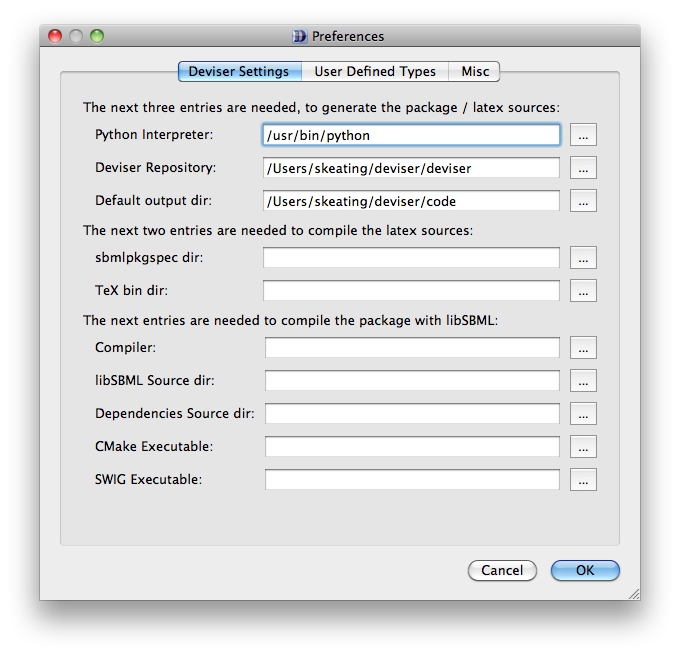 Preferences
Deviser Settings User Defined Types Misc
The next three entries are needed, to generate the package / latex sources:
Python Interpreter: /usr/bin/python ...
Deviser Repository: /Users/skeating/deviser/deviser ...
Default output dir: /Users/skeating/deviser/code ...
The next two entries are needed to compile the latex sources:
sbmlpkgspec dir: ...
TeX bin dir: ...
The next entries are needed to compile the package with libSBML:
Compiler: ...
libSBML Source dir: ...
Dependencies Source dir: ...
CMake Executable: ...
SWIG Executable: ...
Cancel OK